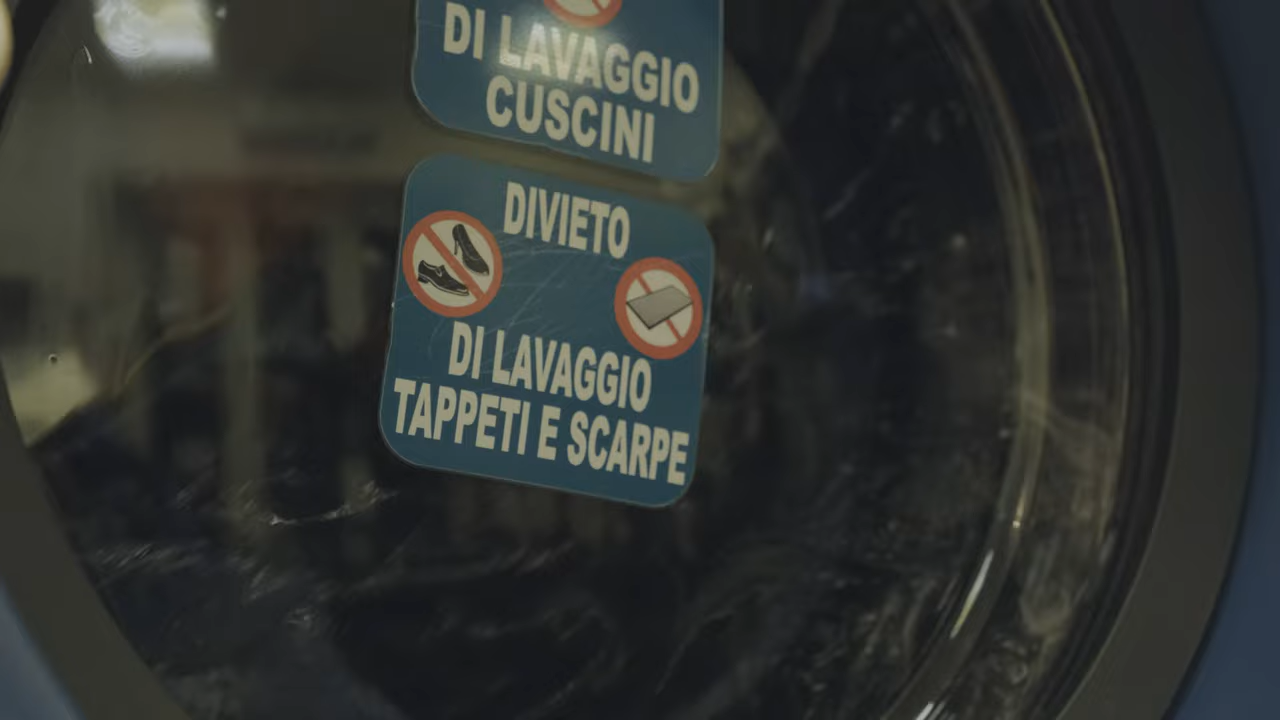 DI LAVAGGIO
CUSCINI
DIVIETO
DI LAVAGGIO
TAPPETI E SCARPE